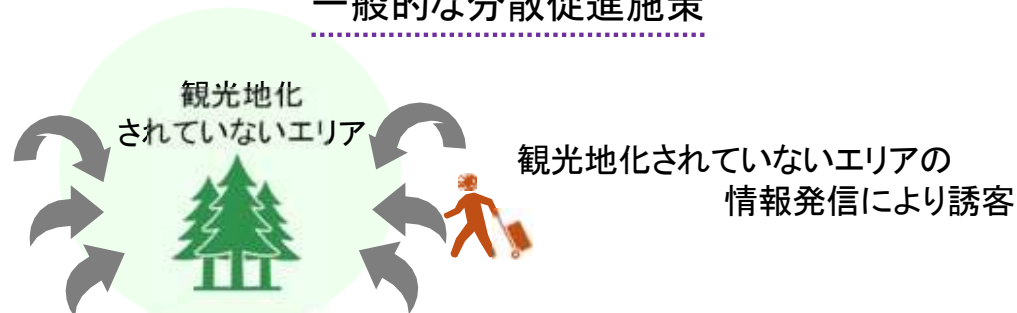 一般的な分散促進施策
観光地化
されていないエリア
観光地化されていないエリアの
情報発信により誘客